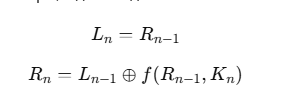 L_n = R_{n-1}
R_n = L_{n-1} ⊕ f(R_{n-1}, K_n)